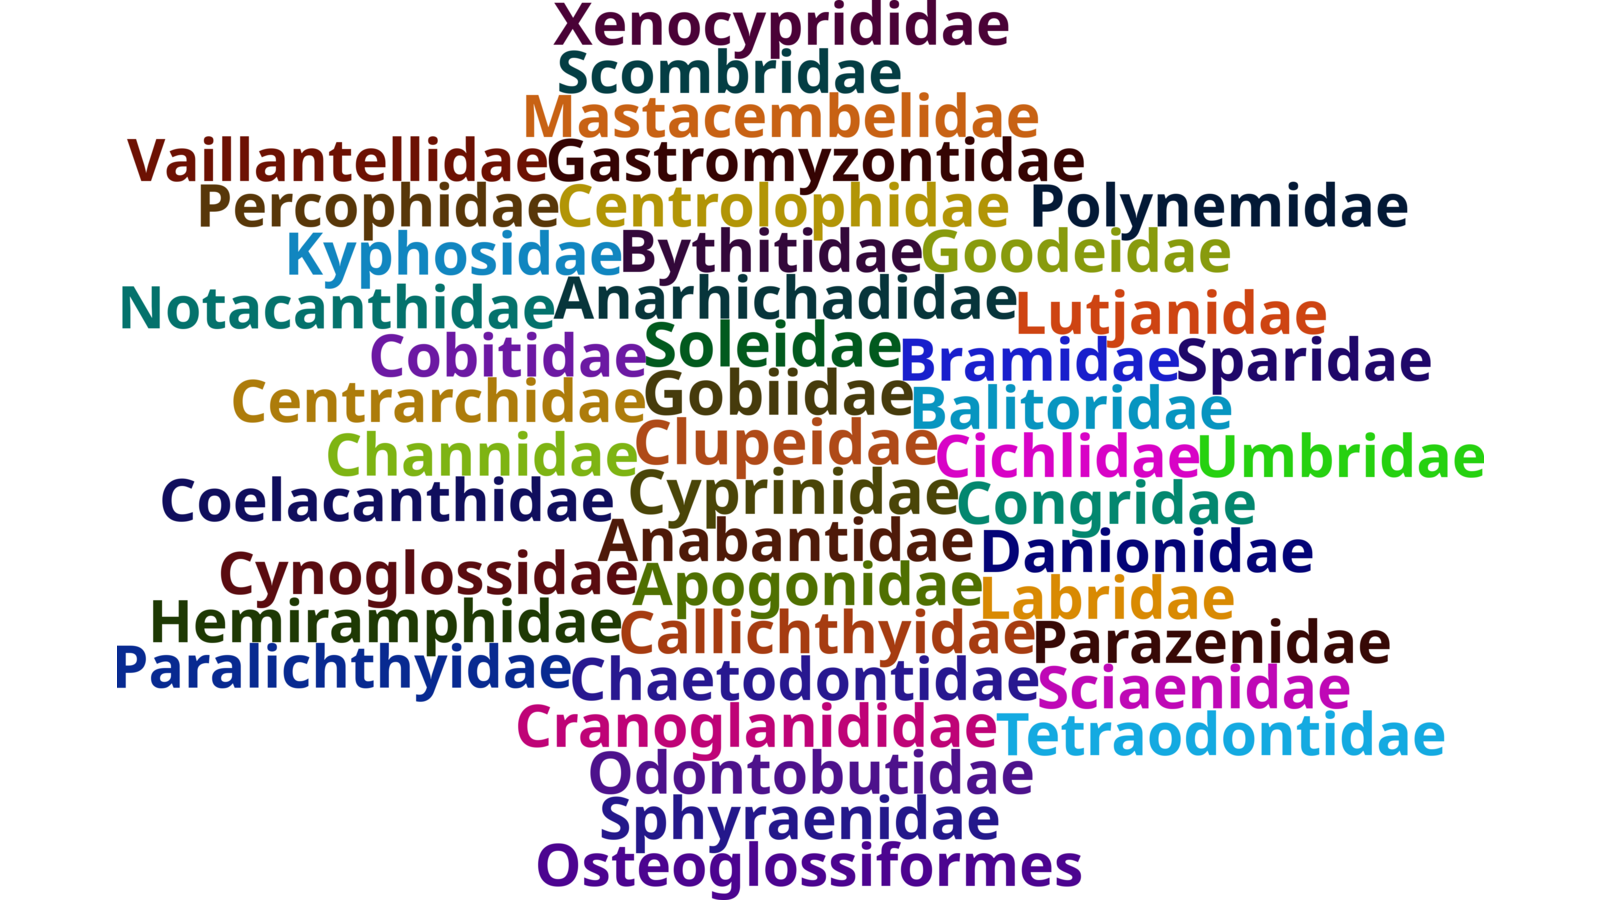 Xenocyprididae
Scombridae
Mastacembelidae
Vaillantellidae Gastromyzontidae
Percophidae Centrolophidae Polynemidae
Kyphosidae Bythitidae Goodeidae
Notacanthidae Anarhichadidae Lutjanidae
Cobitidae Soleidae Bramidae Sparidae
Centrarchidae Gobiidae Balitoridae
Channidae Clupeidae Cichlidae Umbridae
Coelacanthidae Cyprinidae Congridae
Anabantidae Danionidae
Cynoglossidae Apogonidae Labridae
Hemiramphidae Callichthyidae Parazenidae
Paralichthyidae Chaetodontidae Sciaenidae
Cranoglanididae Tetraodontidae
Odontobutidae
Sphyraenidae
Osteoglossiformes